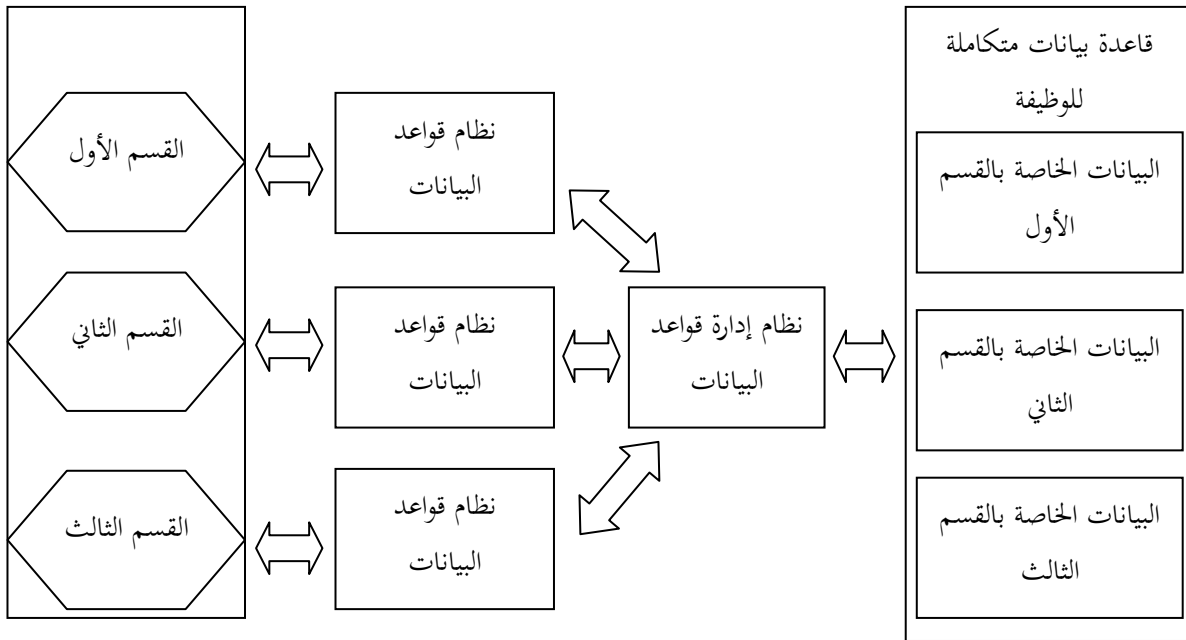 قاعدة بيانات متكاملة
للوظيفة
البيانات الخاصة بالقسم
الأول
البيانات الخاصة بالقسم
الثاني
البيانات الخاصة بالقسم
الثالث
نظام إدارة قواعد
البيانات
نظام قواعد
البيانات
نظام قواعد
البيانات
نظام قواعد
البيانات
القسم الأول
القسم الثاني
القسم الثالث